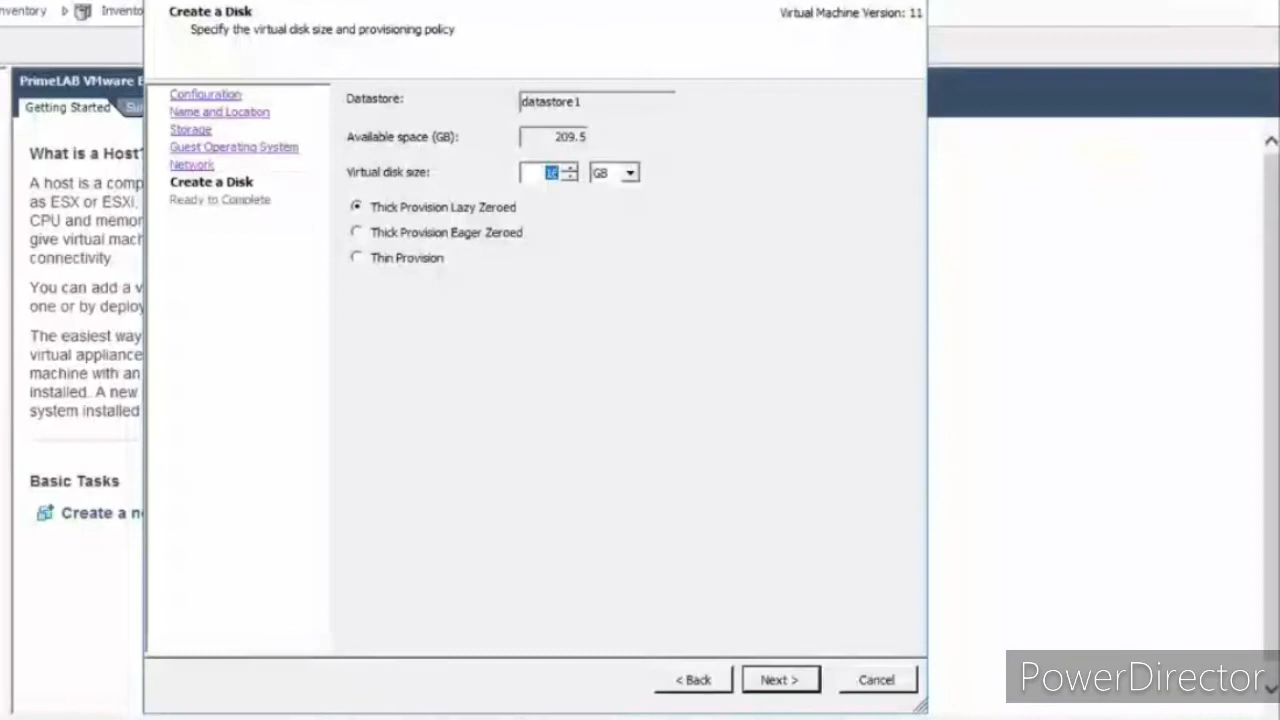 nventory
Invento
Create a Disk
Virtual Machine Version: 11
Specify the virtual disk size and provisioning policy
PrimeLAB VMware E
Getting Started
Su
What is a Host?
A host is a comp
as ESX or ESXi.
CPU and memor
give virtual mach
connectivity.
You can add a v
one or by deploy
The easiest way
virtual appliance
machine with an
installed. A new
system installed
Basic Tasks
Create a ne
Configuration
Name and Location
Storage
Guest Operating System
Network
Create a Disk
Ready to Complete
Datastore:
datastore1
Available space (GB):
209.5
Virtual disk size:
16
GB
Thick Provision Lazy Zeroed
Thick Provision Eager Zeroed
Thin Provision
< Back
Next >
Cancel
PowerDirector